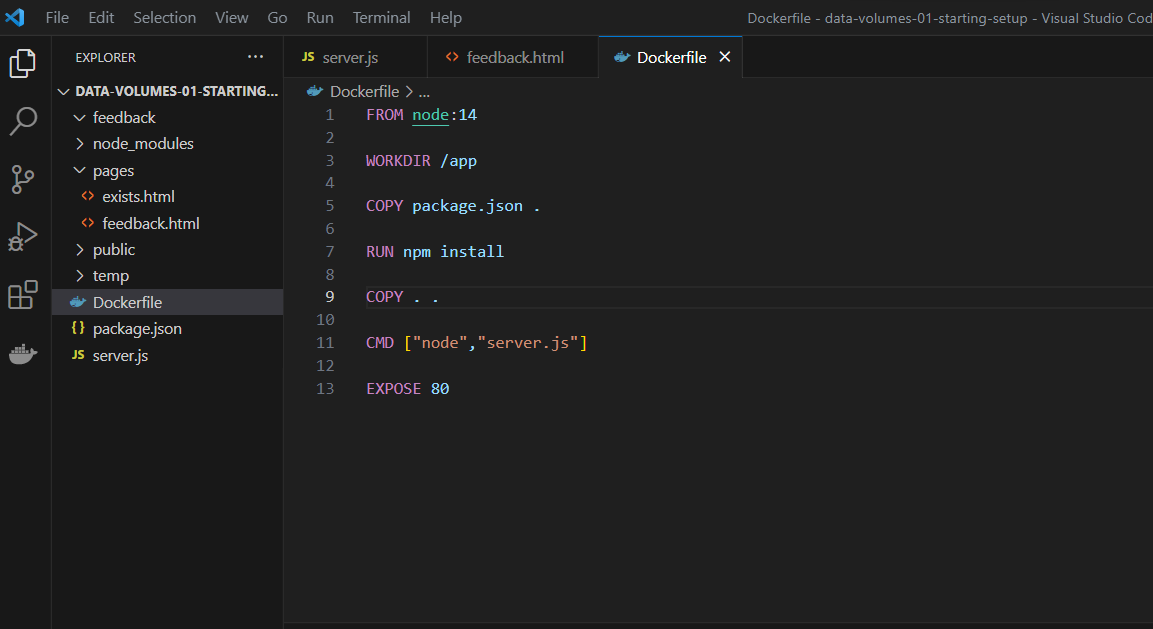 File Edit Selection View Go Run Terminal Help
Dockerfile - data-volumes-01-starting-setup - Visual Studio Cod
EXPLORER ...
DATA-VOLUMES-01-STARTING...
feedback
node_modules
pages
exists.html
feedback.html
public
temp
Dockerfile
{} package.json
JS server.js
JS server.js
<> feedback.html
Dockerfile
Dockerfile > ...
1 FROM node:14
2
3 WORKDIR /app
4
5 COPY package.json .
6
7 RUN npm install
8
9 COPY . .
10
11 CMD ["node","server.js"]
12
13 EXPOSE 80